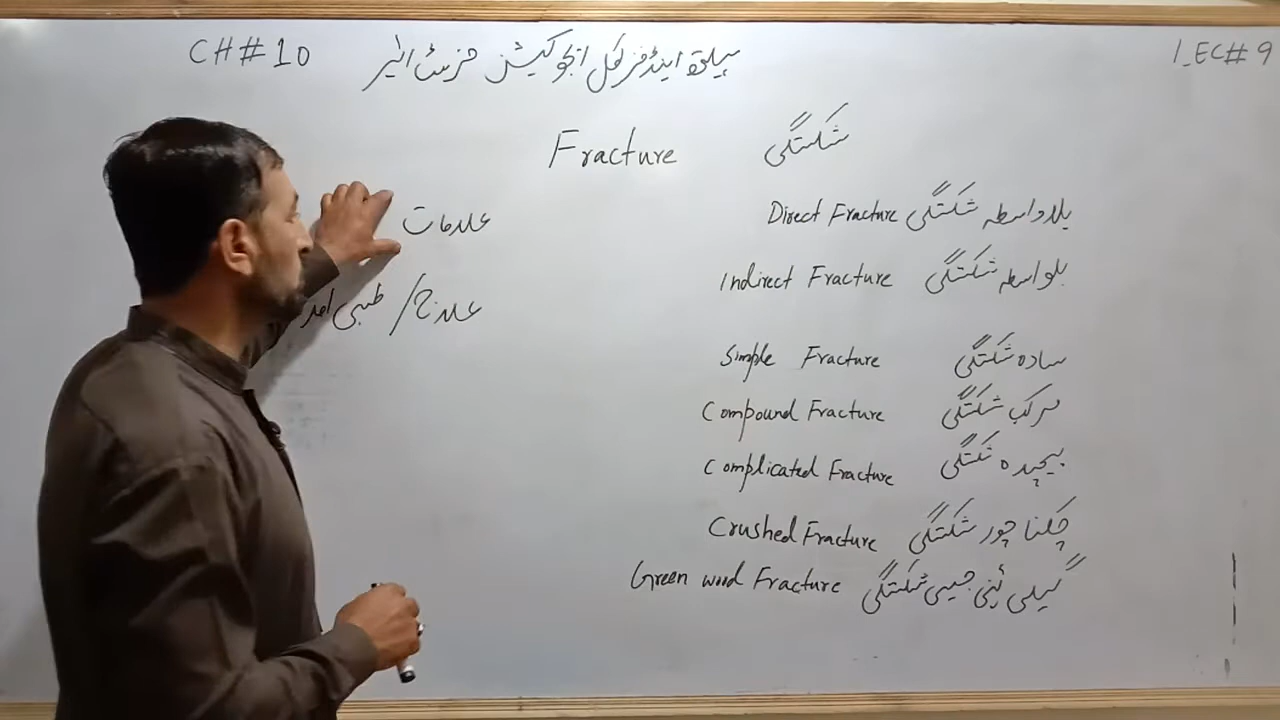 CH # 10 ہیلتھ اینڈ فزیکل ایجوکیشن فرسٹ ائیر LEC# 9
Fracture شکستگی
بلاواسطہ شکستگی Direct Fracture
بلواسطہ شکستگی Indirect Fracture
سادہ شکستگی Simple Fracture
مرکب شکستگی Compound Fracture
پیچیدہ شکستگی Complicated Fracture
چکنا چور شکستگی Crushed Fracture
گیلی ٹہنی جیسی شکستگی Green wood Fracture
علامات
علاج / طبی